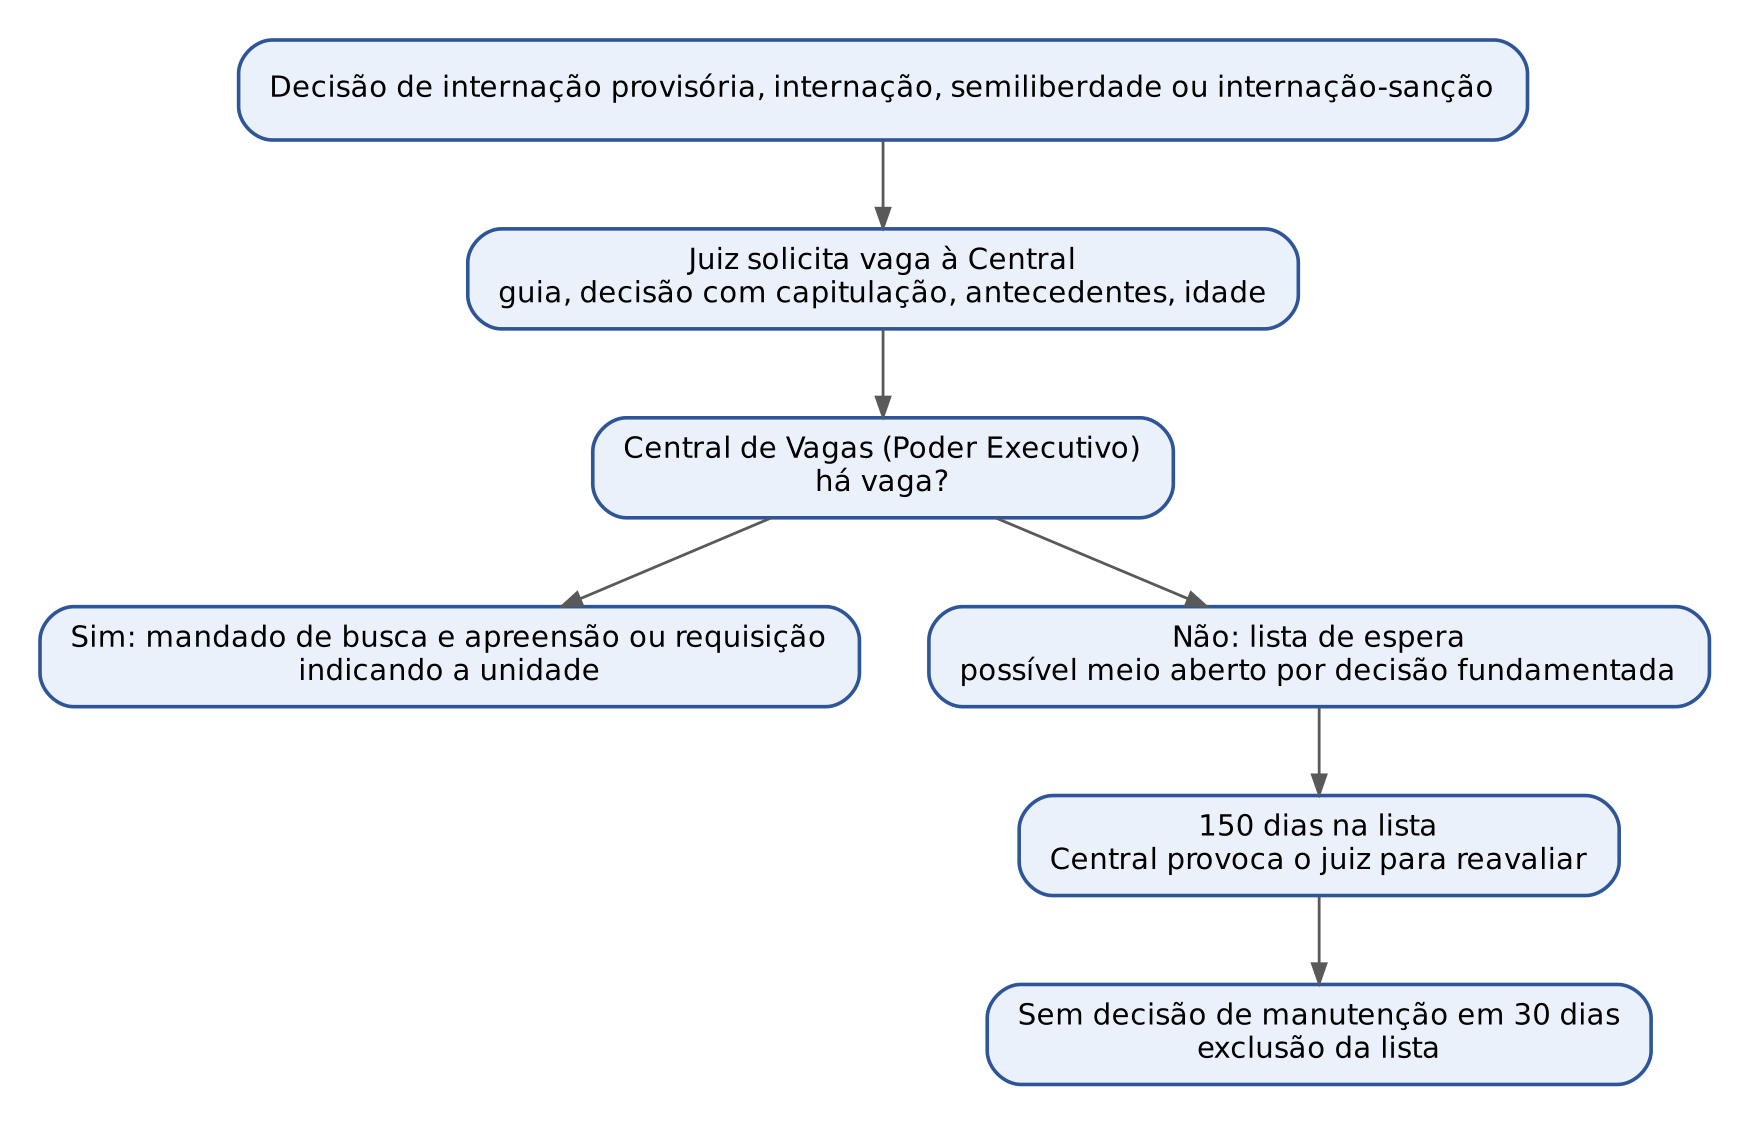 Decisão de internação provisória, internação, semiliberdade ou internação-sanção
Juiz solicita vaga à Central
guia, decisão com capitulação, antecedentes, idade
Central de Vagas (Poder Executivo)
há vaga?
Sim: mandado de busca e apreensão ou requisição
indicando a unidade
Não: lista de espera
possível meio aberto por decisão fundamentada
150 dias na lista
Central provoca o juiz para reavaliar
Sem decisão de manutenção em 30 dias
exclusão da lista